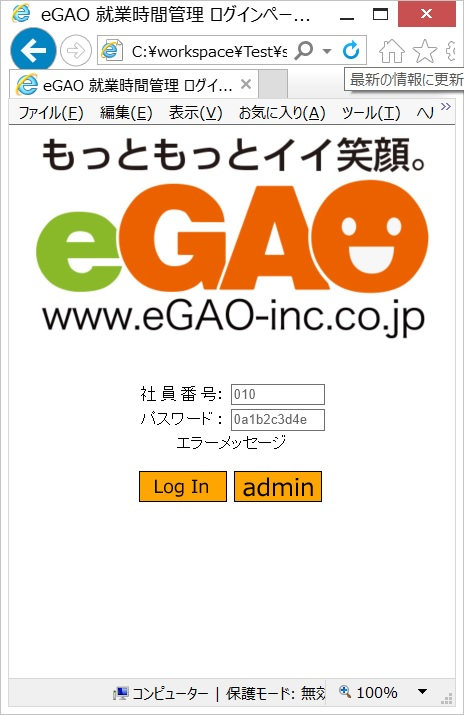 eGAO 就業時間管理 ログインペー...
C:¥workspace¥Test¥s
eGAO 就業時間管理 ログイ...
最新の情報に更新
ファイル(F) 編集(E) 表示(V) お気に入り(A) ツール(T) ヘル
もっともっとイイ笑顔。
eGAO
www.eGAO-inc.co.jp
社員番号: 010
パスワード: 0a1b2c3d4e
エラーメッセージ
Log In admin
コンピューター | 保護モード: 無効 100%